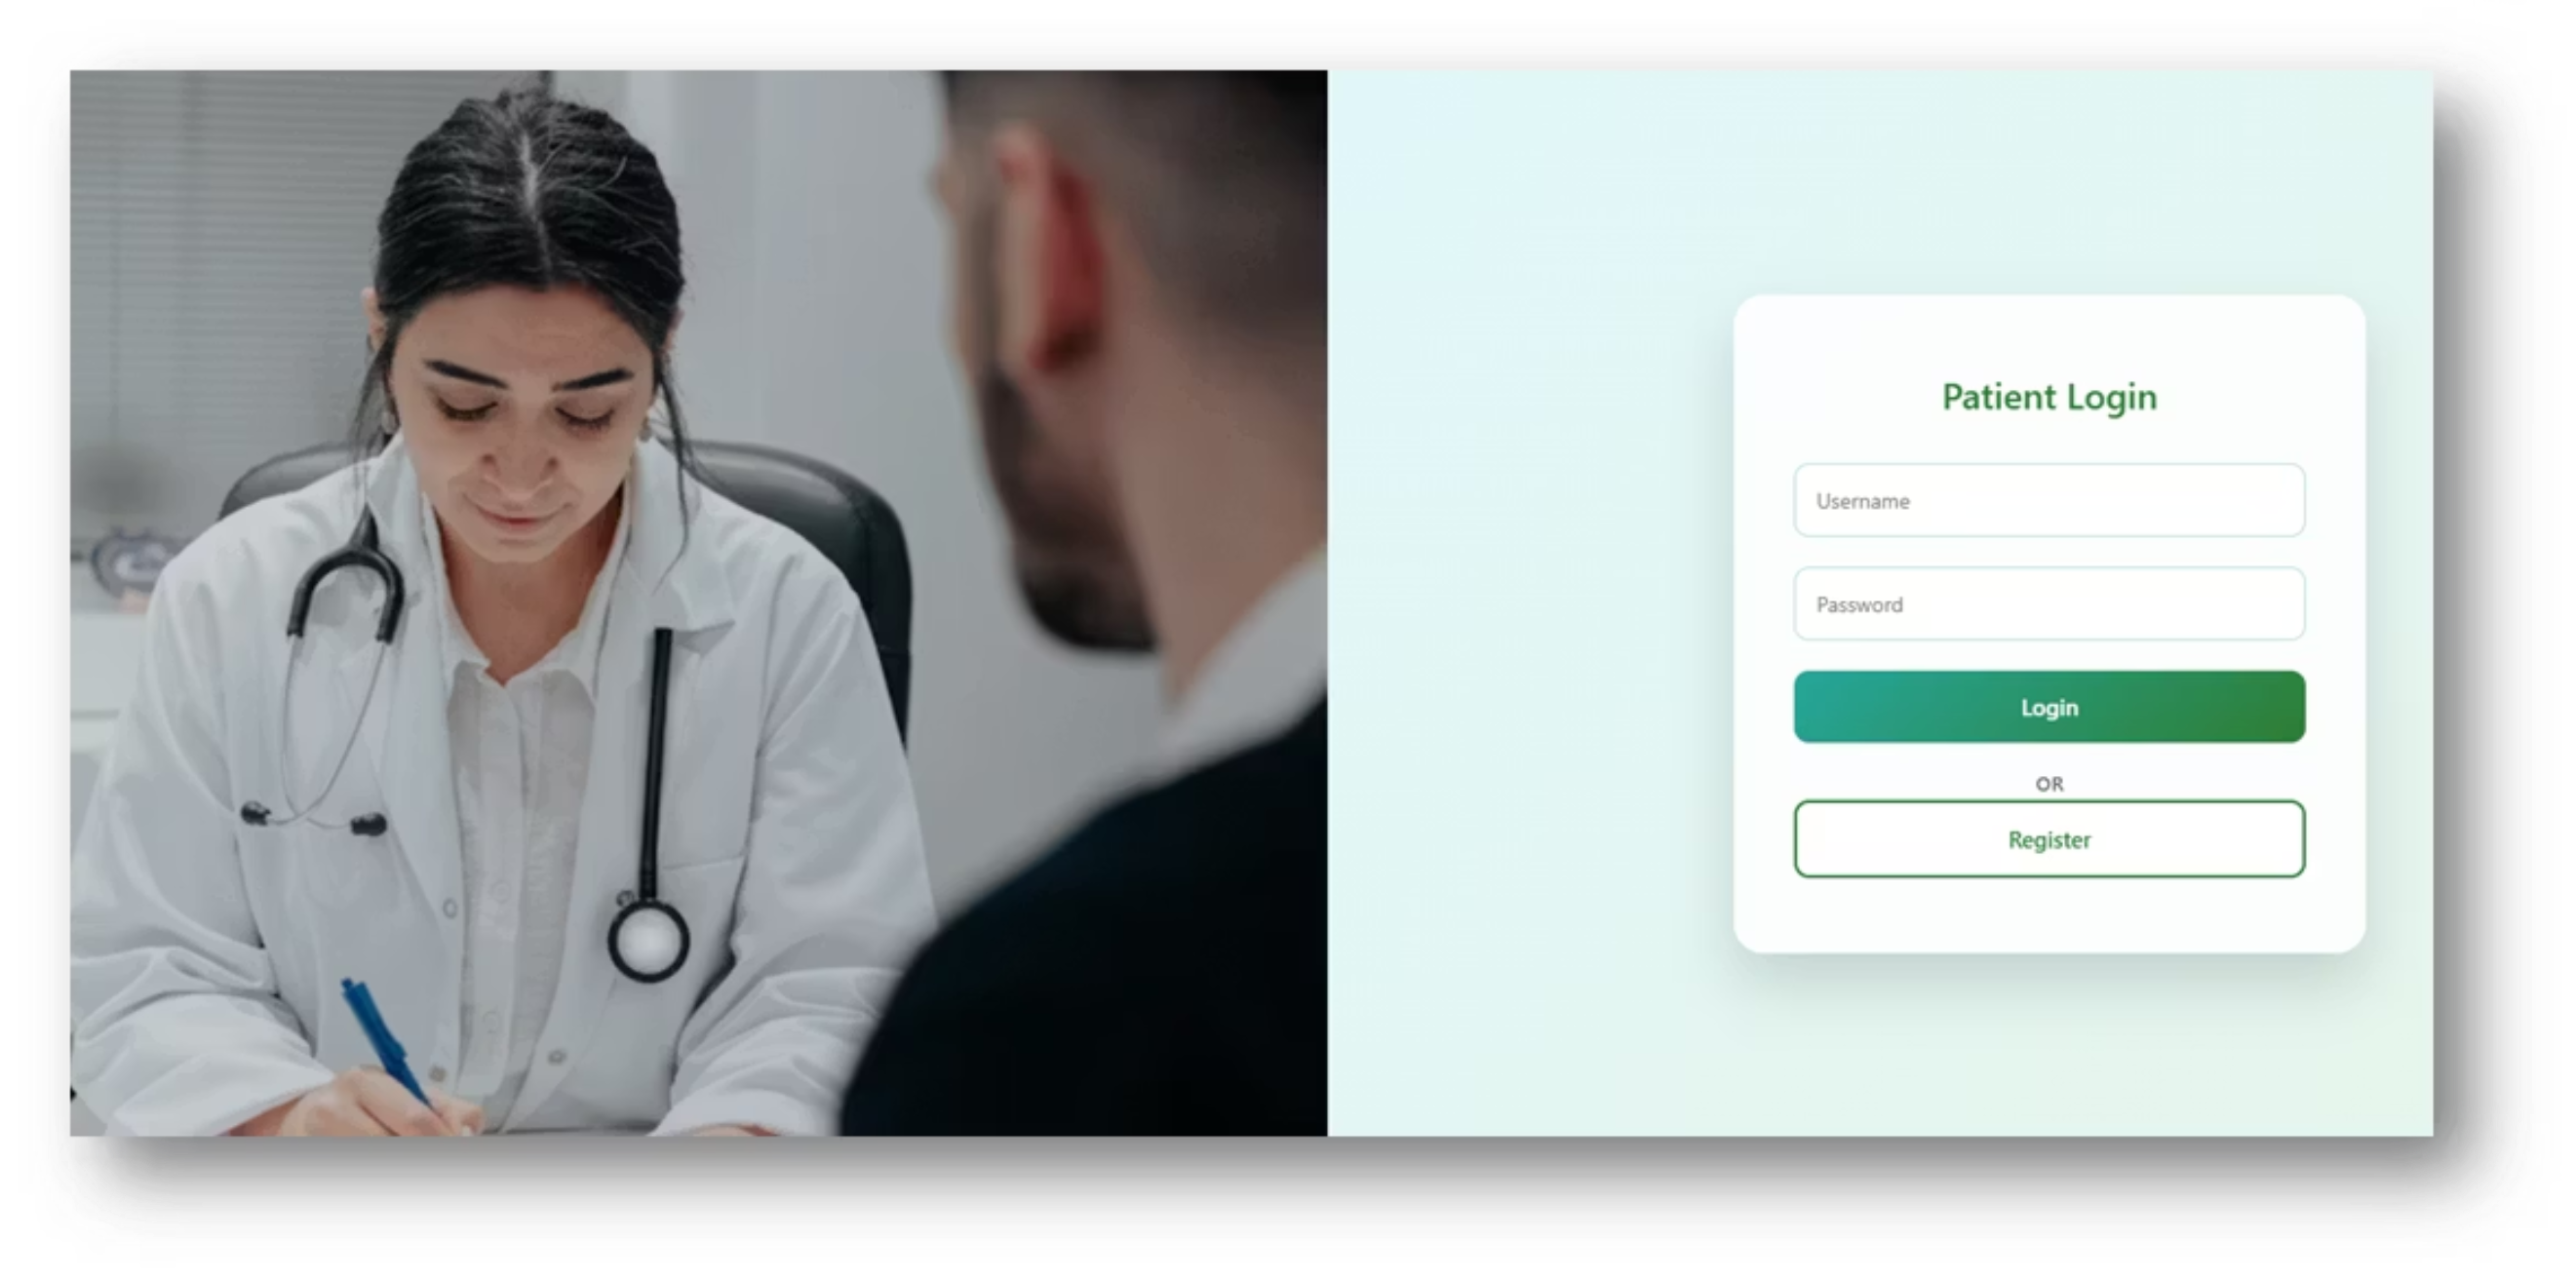 Patient Login
Username
Password
Login
OR
Register